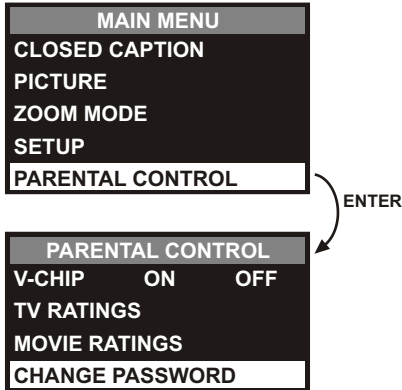 MAIN MENU
CLOSED CAPTION
PICTURE
ZOOM MODE
SETUP
PARENTAL CONTROL
ENTER
PARENTAL CONTROL
V-CHIP ON OFF
TV RATINGS
MOVIE RATINGS
CHANGE PASSWORD